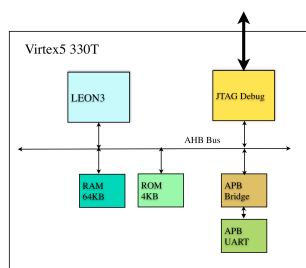 Virtex5 330T
LEON3
JTAG Debug
AHB Bus
RAM
64KB
ROM
4KB
APB
Bridge
APB
UART